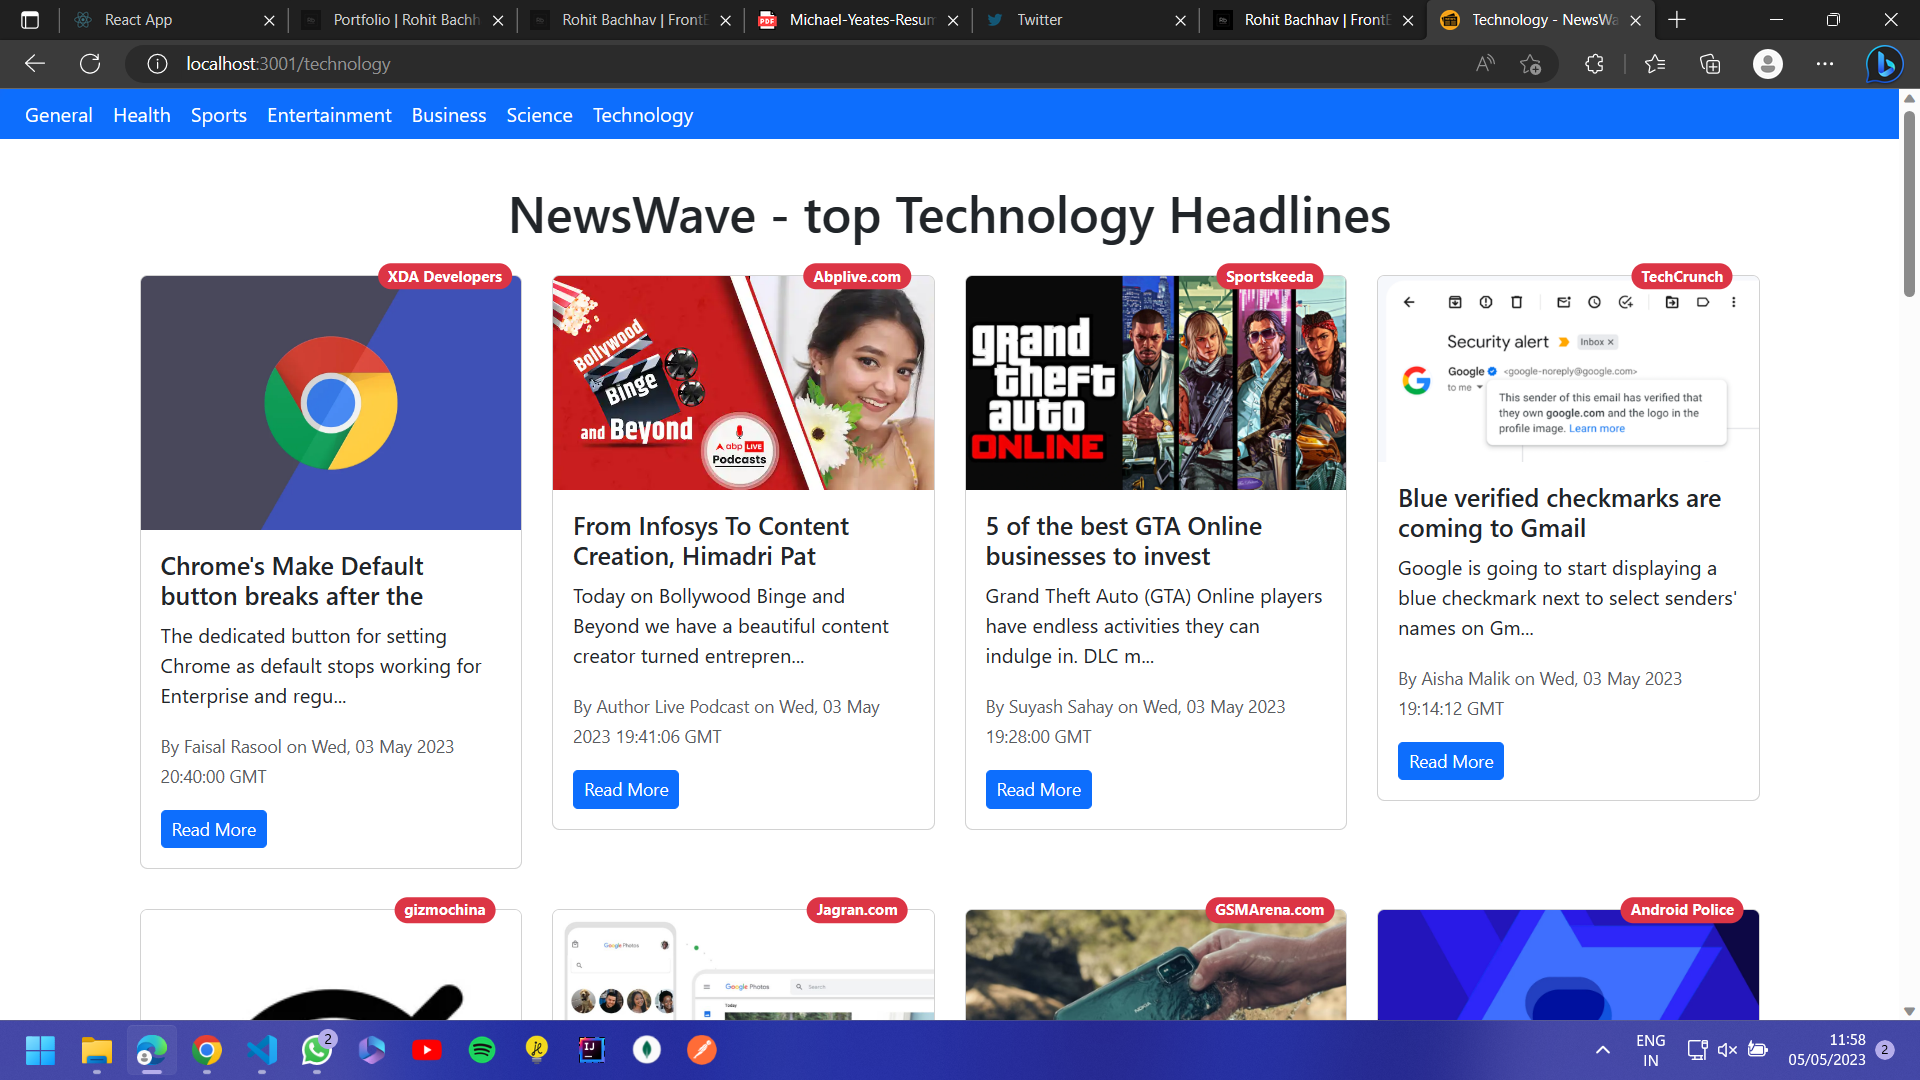 React App
Portfolio | Rohit Bachh
Rohit Bachhav | FrontE
Michael-Yeates-Resum
Twitter
Rohit Bachhav | FrontE
Technology - NewsWa
localhost:3001/technology
General Health Sports Entertainment Business Science Technology
NewsWave - top Technology Headlines
XDA Developers
Chrome's Make Default
button breaks after the
The dedicated button for setting
Chrome as default stops working for
Enterprise and regu...
By Faisal Rasool on Wed, 03 May 2023
20:40:00 GMT
Read More
Abplive.com
Bollywood
Binge
and Beyond
abp LIVE
Podcasts
From Infosys To Content
Creation, Himadri Pat
Today on Bollywood Binge and
Beyond we have a beautiful content
creator turned entrepren...
By Author Live Podcast on Wed, 03 May
2023 19:41:06 GMT
Read More
Sportskeeda
grand
theft
auto
ONLINE
5 of the best GTA Online
businesses to invest
Grand Theft Auto (GTA) Online players
have endless activities they can
indulge in. DLC m...
By Suyash Sahay on Wed, 03 May 2023
19:28:00 GMT
Read More
TechCrunch
Security alert Inbox ×
Google <google-noreply@google.com>
to me
This sender of this email has verified that
they own google.com and the logo in the
profile image. Learn more
Blue verified checkmarks are
coming to Gmail
Google is going to start displaying a
blue checkmark next to select senders'
names on Gm...
By Aisha Malik on Wed, 03 May 2023
19:14:12 GMT
Read More
gizmochina
Jagran.com
Google Photos
Google Photos Search
Today
GSMArena.com
NOKIA
Android Police
2
ENG
IN
11:58
05/05/2023
2